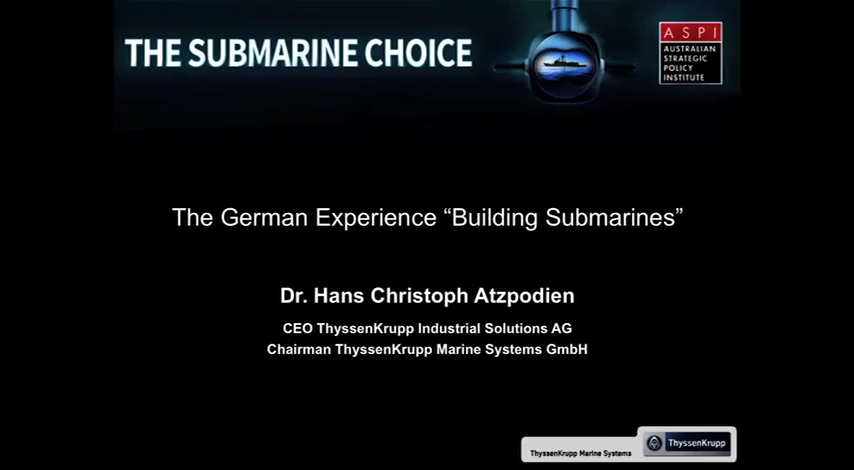 THE SUBMARINE CHOICE
ASPI
AUSTRALIAN
STRATEGIC
POLICY
INSTITUTE
The German Experience “Building Submarines”
Dr. Hans Christoph Atzpodien
CEO ThyssenKrupp Industrial Solutions AG
Chairman ThyssenKrupp Marine Systems GmbH
ThyssenKrupp Marine Systems
ThyssenKrupp